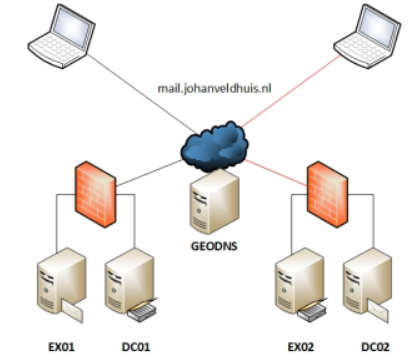 mail.johanveldhuis.nl
GEODNS
EX01
DC01
EX02
DC02